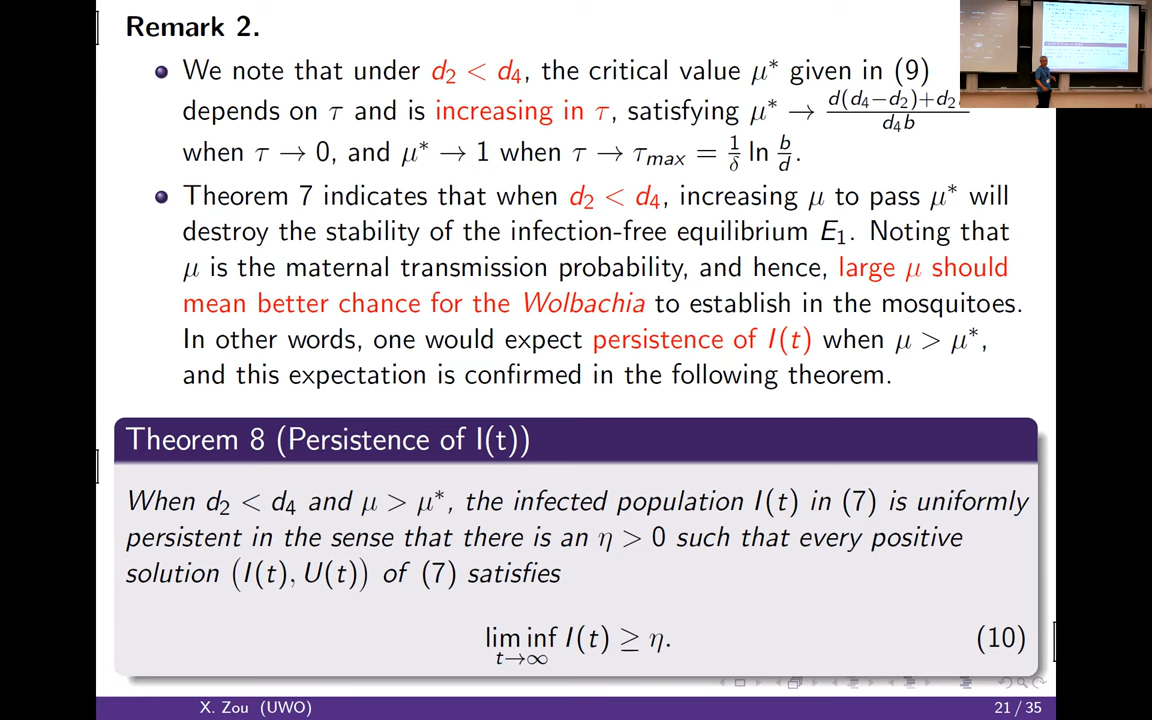 Remark 2.
We note that under d₂ < d₄, the critical value μ* given in (9)
depends on τ and is increasing in τ, satisfying μ* → d(d₄−d₂)+d₂ / d₄b
when τ → 0, and μ* → 1 when τ → τₘₐₓ = 1/δ ln b/d.
Theorem 7 indicates that when d₂ < d₄, increasing μ to pass μ* will
destroy the stability of the infection-free equilibrium E₁. Noting that
μ is the maternal transmission probability, and hence, large μ should
mean better chance for the Wolbachia to establish in the mosquitoes.
In other words, one would expect persistence of I(t) when μ > μ*,
and this expectation is confirmed in the following theorem.
Theorem 8 (Persistence of I(t))
When d₂ < d₄ and μ > μ*, the infected population I(t) in (7) is uniformly
persistent in the sense that there is an η > 0 such that every positive
solution (I(t), U(t)) of (7) satisfies
lim inf t→∞ I(t) ≥ η. (10)
X. Zou (UWO) 21 / 35